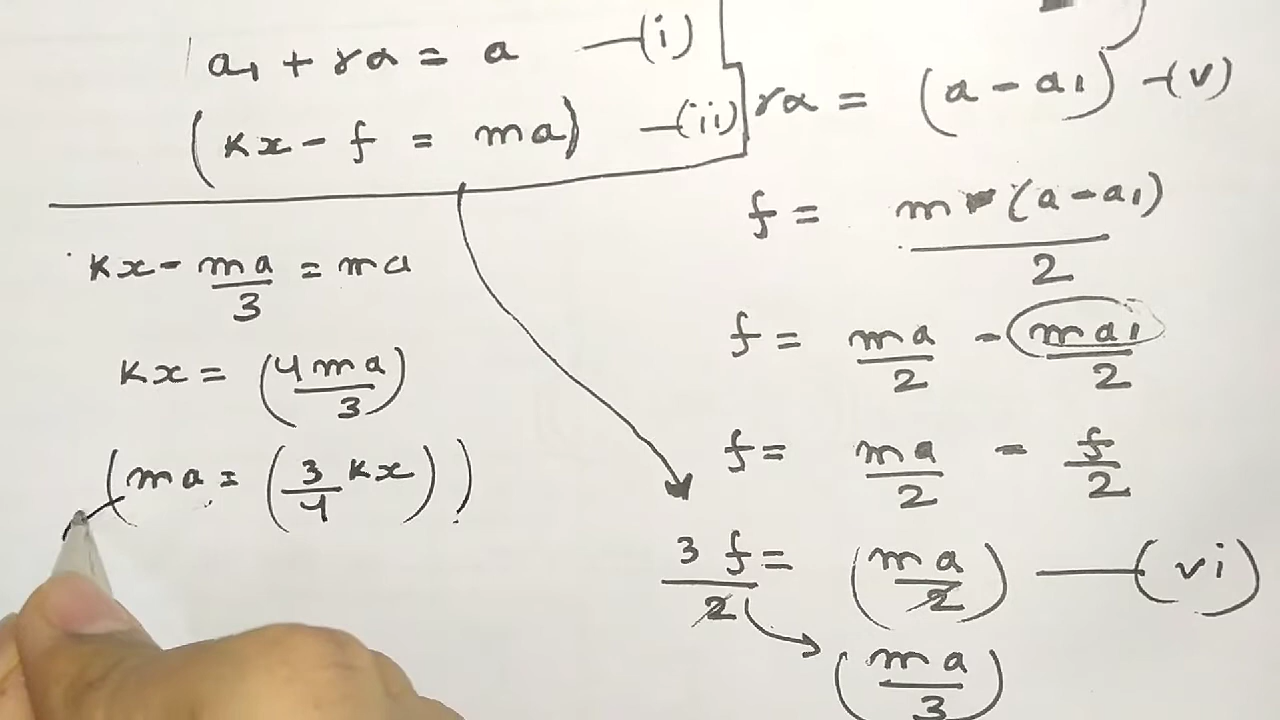 a₁ + rα = a —(i)
(kx - f = ma) —(ii)
kx - ma/3 = ma
kx = (4ma/3)
(ma = (3/4 kx))
rα = (a - a₁) —(v)
f = m (a - a₁)/2
f = ma/2 - ma₁/2
f = ma/2 - f/2
3f/2 = (ma/2) —(vi)
(ma/3)